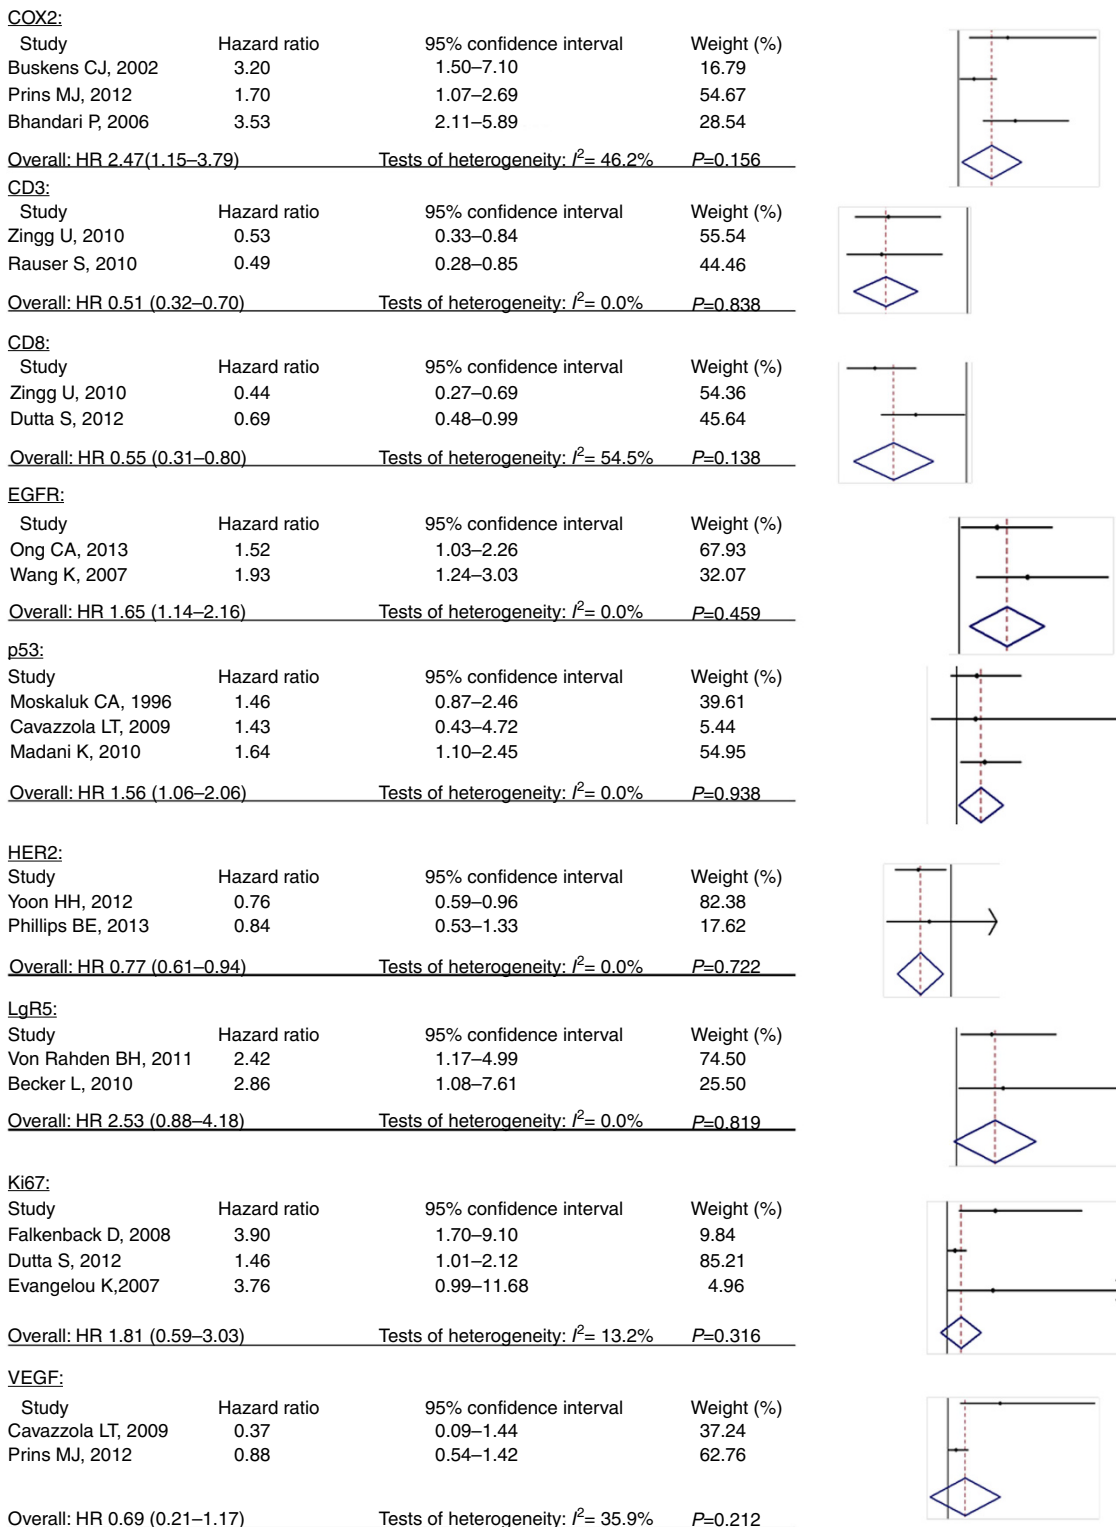 COX2:
Study Hazard ratio 95% confidence interval Weight (%)
Buskens CJ, 2002 3.20 1.50–7.10 16.79
Prins MJ, 2012 1.70 1.07–2.69 54.67
Bhandari P, 2006 3.53 2.11–5.89 28.54
Overall: HR 2.47(1.15–3.79) Tests of heterogeneity: I²= 46.2% P=0.156
CD3:
Study Hazard ratio 95% confidence interval Weight (%)
Zingg U, 2010 0.53 0.33–0.84 55.54
Rauser S, 2010 0.49 0.28–0.85 44.46
Overall: HR 0.51 (0.32–0.70) Tests of heterogeneity: I²= 0.0% P=0.838
CD8:
Study Hazard ratio 95% confidence interval Weight (%)
Zingg U, 2010 0.44 0.27–0.69 54.36
Dutta S, 2012 0.69 0.48–0.99 45.64
Overall: HR 0.55 (0.31–0.80) Tests of heterogeneity: I²= 54.5% P=0.138
EGFR:
Study Hazard ratio 95% confidence interval Weight (%)
Ong CA, 2013 1.52 1.03–2.26 67.93
Wang K, 2007 1.93 1.24–3.03 32.07
Overall: HR 1.65 (1.14–2.16) Tests of heterogeneity: I²= 0.0% P=0.459
p53:
Study Hazard ratio 95% confidence interval Weight (%)
Moskaluk CA, 1996 1.46 0.87–2.46 39.61
Cavazzola LT, 2009 1.43 0.43–4.72 5.44
Madani K, 2010 1.64 1.10–2.45 54.95
Overall: HR 1.56 (1.06–2.06) Tests of heterogeneity: I²= 0.0% P=0.938
HER2:
Study Hazard ratio 95% confidence interval Weight (%)
Yoon HH, 2012 0.76 0.59–0.96 82.38
Phillips BE, 2013 0.84 0.53–1.33 17.62
Overall: HR 0.77 (0.61–0.94) Tests of heterogeneity: I²= 0.0% P=0.722
LgR5:
Study Hazard ratio 95% confidence interval Weight (%)
Von Rahden BH, 2011 2.42 1.17–4.99 74.50
Becker L, 2010 2.86 1.08–7.61 25.50
Overall: HR 2.53 (0.88–4.18) Tests of heterogeneity: I²= 0.0% P=0.819
Ki67:
Study Hazard ratio 95% confidence interval Weight (%)
Falkenback D, 2008 3.90 1.70–9.10 9.84
Dutta S, 2012 1.46 1.01–2.12 85.21
Evangelou K,2007 3.76 0.99–11.68 4.96
Overall: HR 1.81 (0.59–3.03) Tests of heterogeneity: I²= 13.2% P=0.316
VEGF:
Study Hazard ratio 95% confidence interval Weight (%)
Cavazzola LT, 2009 0.37 0.09–1.44 37.24
Prins MJ, 2012 0.88 0.54–1.42 62.76
Overall: HR 0.69 (0.21–1.17) Tests of heterogeneity: I²= 35.9% P=0.212